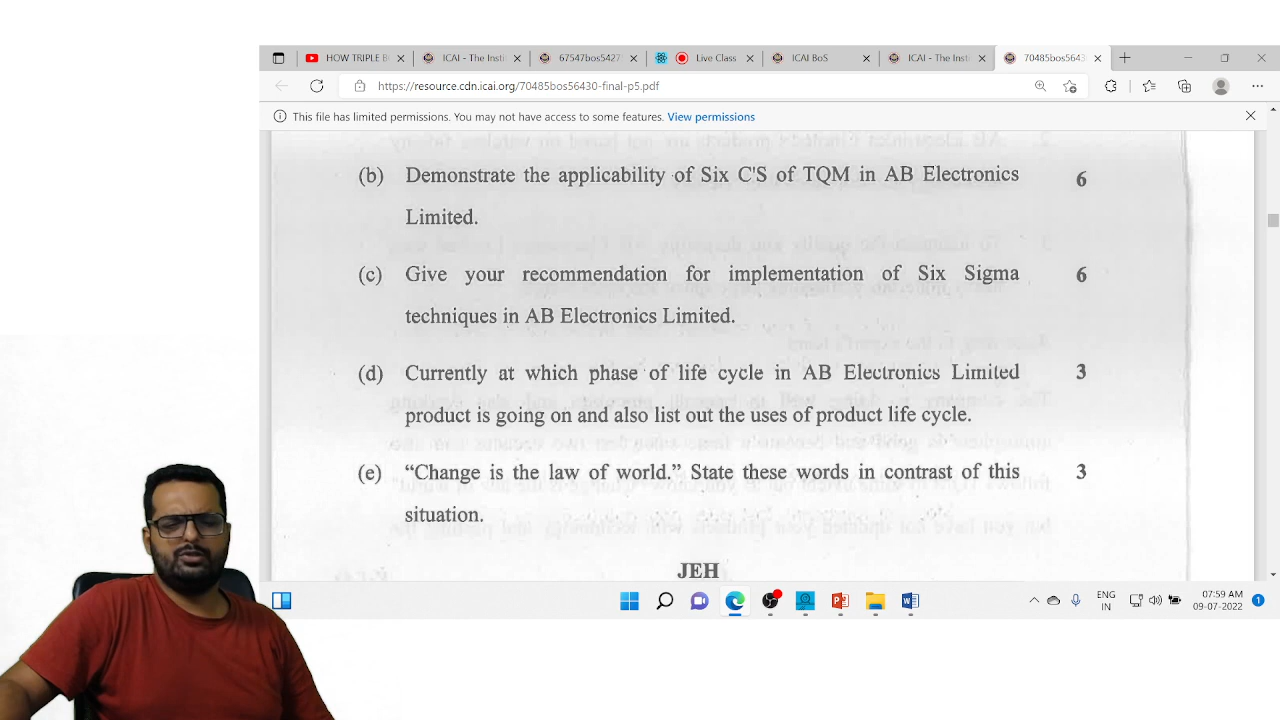 HOW TRIPLE B
ICAI - The Insti
67547bos5427
Live Class
ICAI BoS
ICAI - The Insti
70485bos5643
https://resource.cdn.icai.org/70485bos56430-final-p5.pdf
This file has limited permissions. You may not have access to some features. View permissions
(b) Demonstrate the applicability of Six C'S of TQM in AB Electronics 6
Limited.
(c) Give your recommendation for implementation of Six Sigma 6
techniques in AB Electronics Limited.
(d) Currently at which phase of life cycle in AB Electronics Limited 3
product is going on and also list out the uses of product life cycle.
(e) “Change is the law of world.” State these words in contrast of this 3
situation.
JEH
ENG
IN
07:59 AM
09-07-2022
1